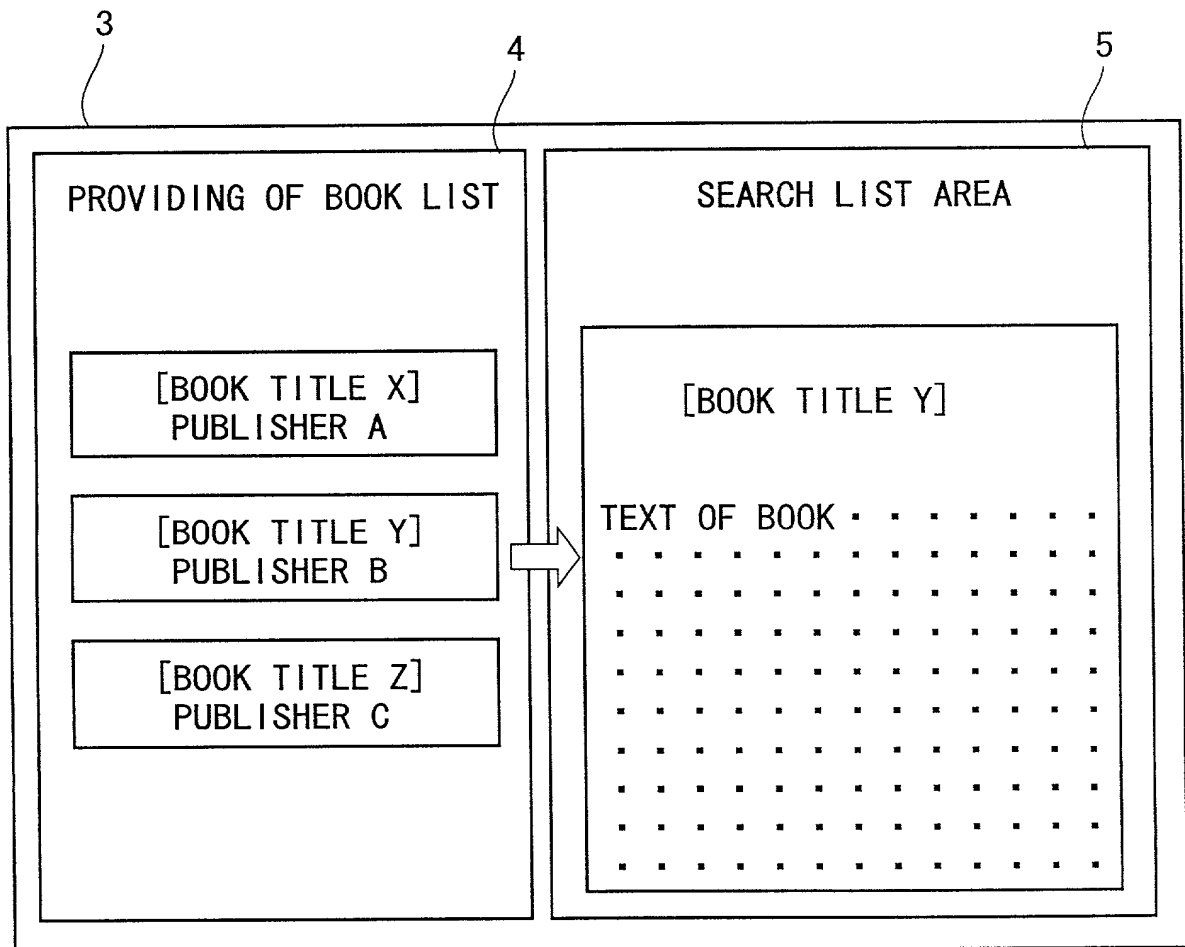 3
4
5
PROVIDING OF BOOK LIST
[BOOK TITLE X]
PUBLISHER A
[BOOK TITLE Y]
PUBLISHER B
[BOOK TITLE Z]
PUBLISHER C
SEARCH LIST AREA
[BOOK TITLE Y]
TEXT OF BOOK